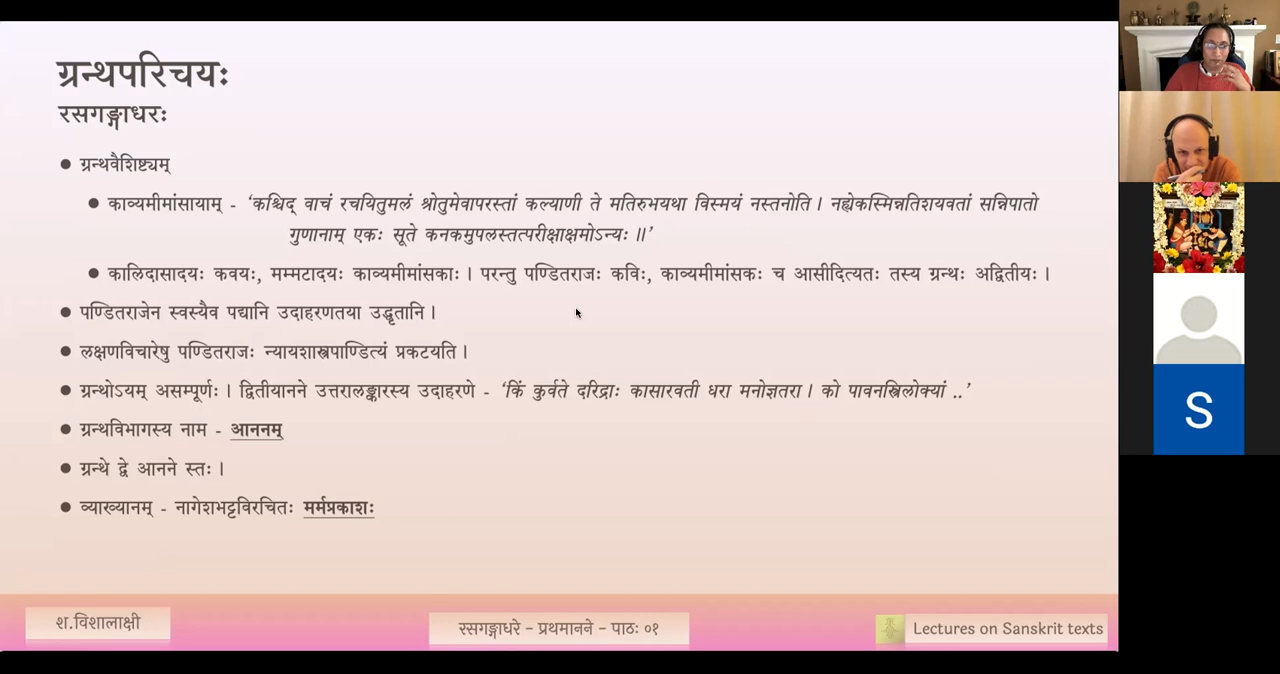 ग्रन्थपरिचयः
रसगङ्गाधरः
• ग्रन्थवैशिष्ट्यम्
• काव्यमीमांसायाम् - ‘कश्चिद् वाचं रचयितुमलं श्रोतुमेवापरस्तां कल्याणी ते मतिरुभयथा विस्मयं नस्तनोति । नह्येकस्मिन्नतिशयवतां सन्निपातो
गुणानाम् एकः सूते कनकमुपलस्तत्परीक्षाक्षमोऽन्यः ॥’
• कालिदासादयः कवयः, मम्मटादयः काव्यमीमांसकाः । परन्तु पण्डितराजः कविः, काव्यमीमांसकः च आसीदित्यतः तस्य ग्रन्थः अद्वितीयः ।
• पण्डितराजेन स्वस्यैव पद्यानि उदाहरणतया उद्धृतानि ।
• लक्षणविचारेषु पण्डितराजः न्यायशास्त्रपाण्डित्यं प्रकटयति ।
• ग्रन्थोऽयम् असम्पूर्णः । द्वितीयानने उत्तरालङ्कारस्य उदाहरणे - ‘किं कुर्वते दरिद्राः कासारवती धरा मनोज्ञतरा । को पावनस्त्रिलोक्यां ..’
• ग्रन्थविभागस्य नाम - आननम्
• ग्रन्थे द्वे आनने स्तः ।
• व्याख्यानम् - नागेशभट्टविरचितः मर्मप्रकाशः
श.विशालाक्षी
रसगङ्गाधरे - प्रथमानने - पाठः ०१
Lectures on Sanskrit texts
S